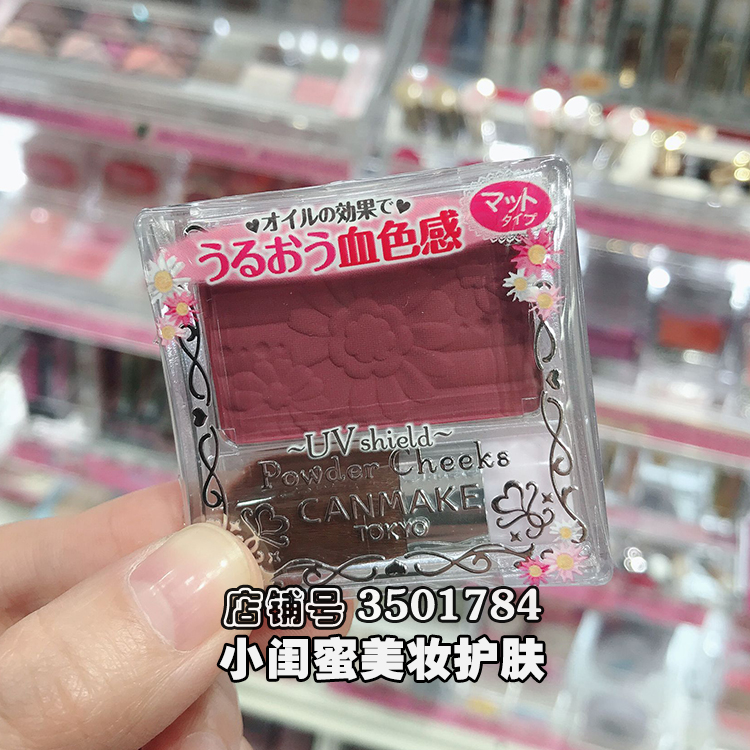 ♥オイルの効果で♥
うるおう血色感
マット
タイプ
~UV shield~
Powder Cheeks
CANMAKE
TOKYO
店铺号 3501784
小闺蜜美妆护肤